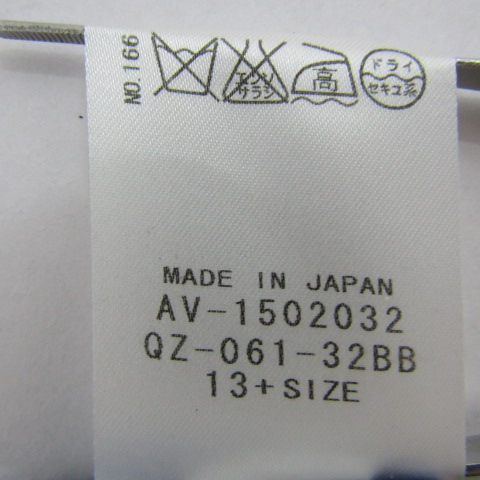 NO.166
エンソ
サラシ
高
ドライ
セキユ系
MADE IN JAPAN
AV-1502032
QZ-061-32BB
13+SIZE